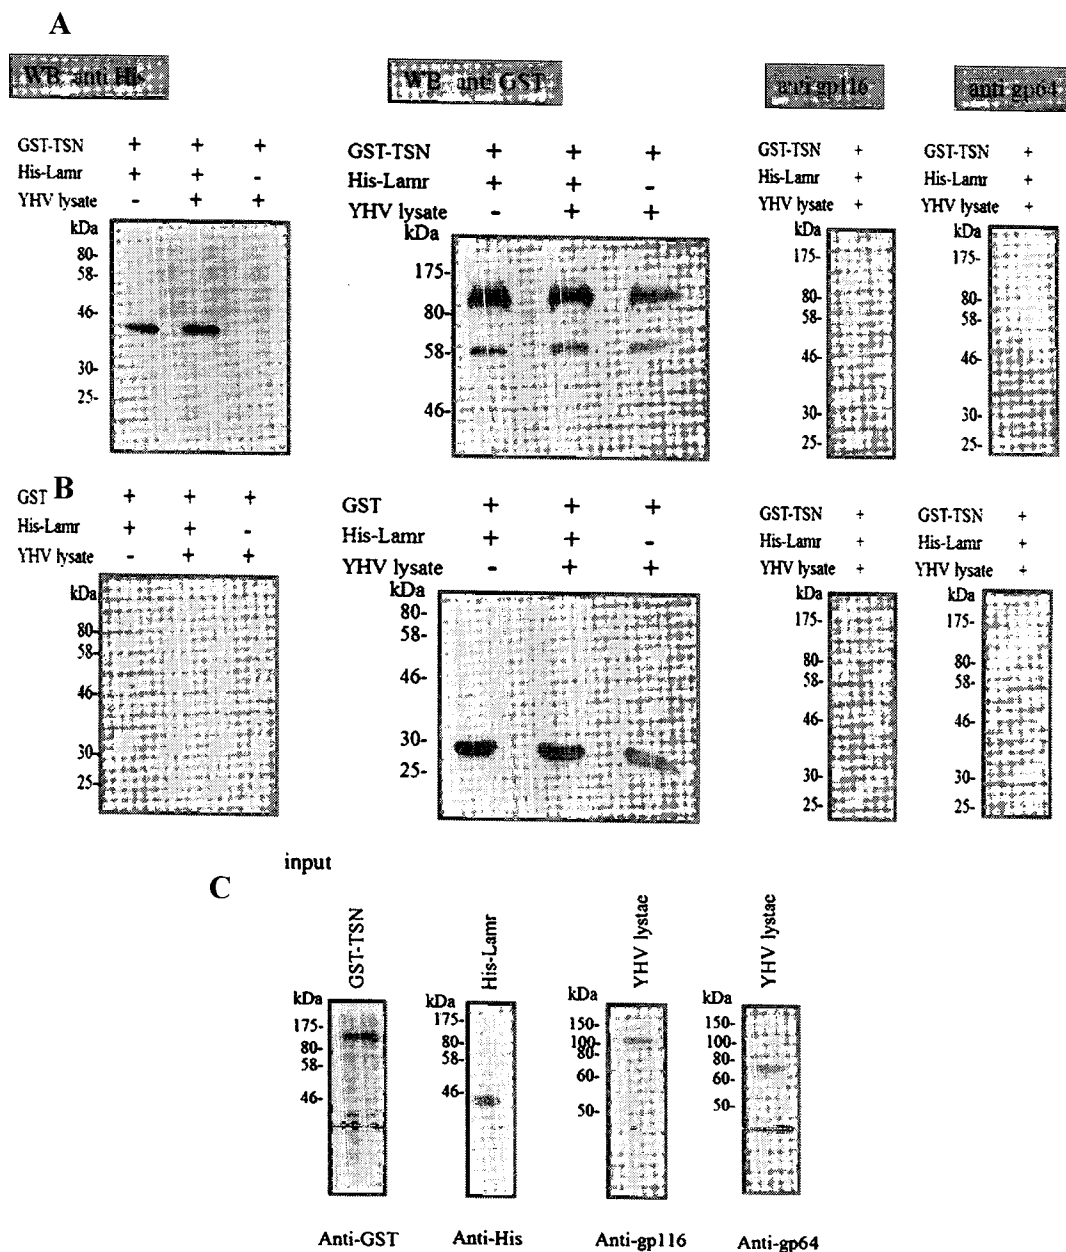 A
WB anti His
WB anti GST
anti gp116
anti gp64
GST-TSN + + +
His-Lamr + + -
YHV lysate - + +
kDa
80-
58-
46-
30-
25-
GST-TSN + + +
His-Lamr + + -
YHV lysate - + +
kDa
175-
80-
58-
46-
GST-TSN +
His-Lamr +
YHV lysate +
kDa
175-
80-
58-
46-
30-
25-
GST-TSN +
His-Lamr +
YHV lysate +
kDa
175-
80-
58-
46-
30-
25-
B
GST + + +
His-Lamr + + -
YHV lysate - + +
kDa
80-
58-
46-
30-
25-
GST + + +
His-Lamr + + -
YHV lysate - + +
kDa
80-
58-
46-
30-
25-
GST-TSN +
His-Lamr +
YHV lysate +
kDa
175-
80-
58-
46-
30-
25-
GST-TSN +
His-Lamr +
YHV lysate +
kDa
175-
80-
58-
46-
30-
25-
input
C
GST-TSN
kDa
175-
80-
58-
46-
Anti-GST
His-Lamr
kDa
175-
80-
58-
46-
Anti-His
YHV lystae
kDa
150-
100-
80-
60-
50-
Anti-gp116
YHV lystae
kDa
150-
100-
80-
60-
50-
Anti-gp64